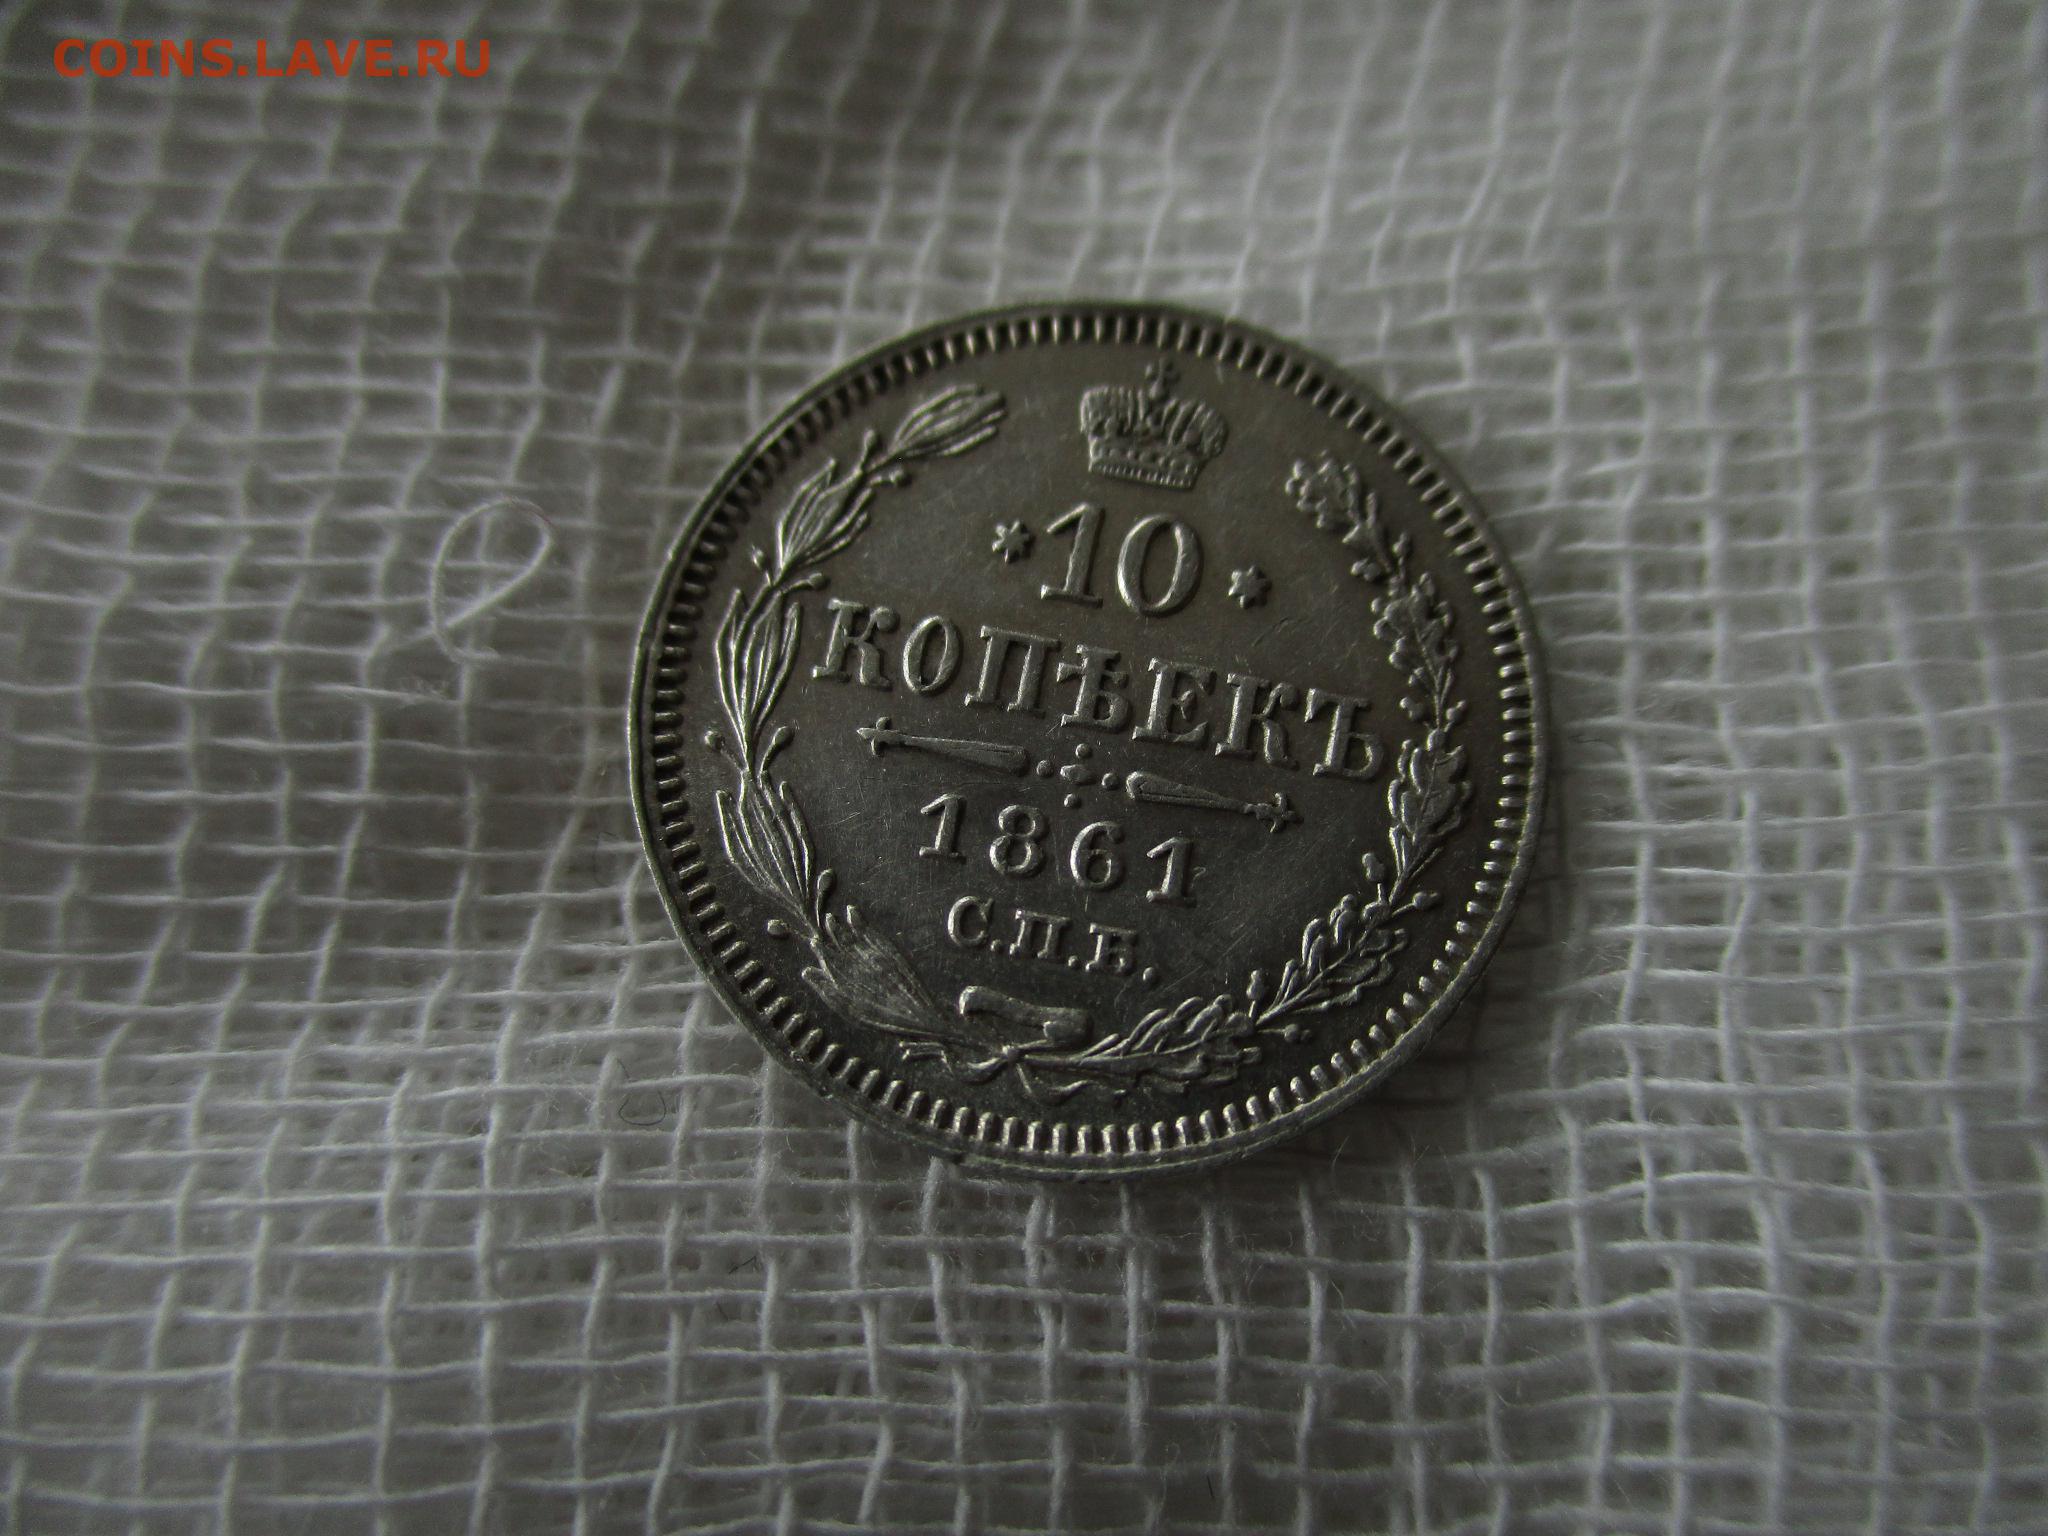 COINS.LAVE.RU
*10*
КОПѢЕКЪ
1861
С.П.Б.